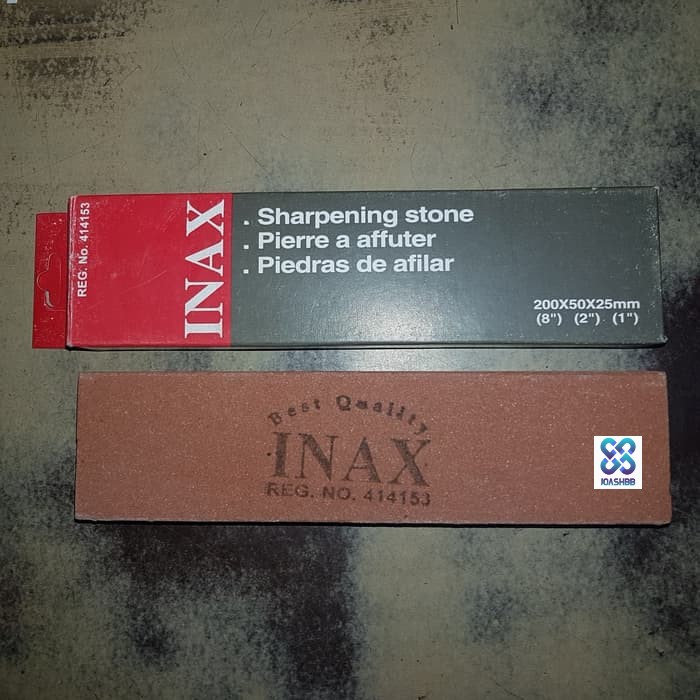 REG. No. 414153
INAX
. Sharpening stone
. Pierre a affuter
. Piedras de afilar
200X50X25mm
(8") (2") (1")
Best Quality
INAX
REG. NO. 414153
IOASHBB